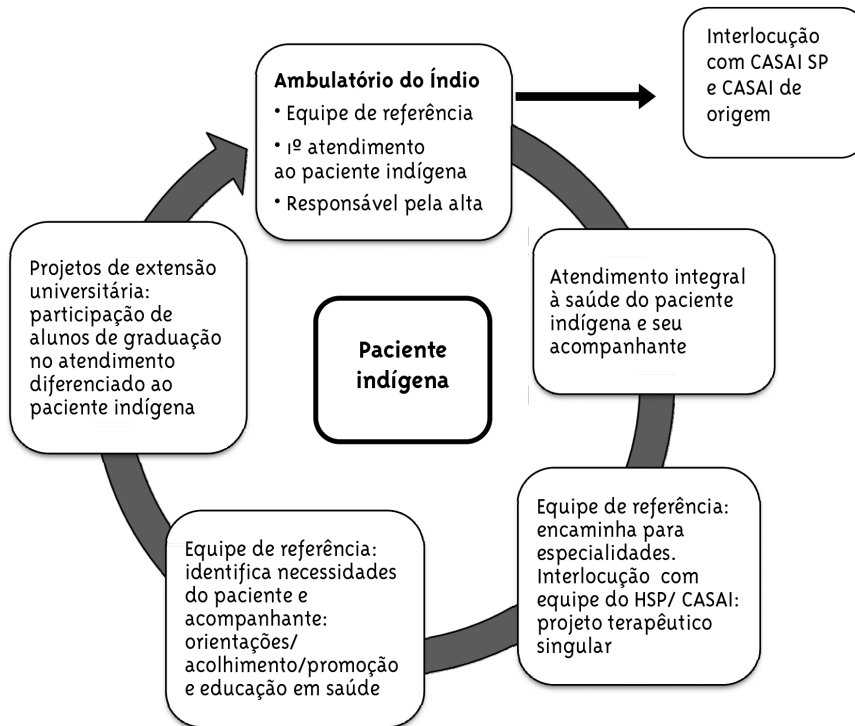 Ambulatório do Índio
• Equipe de referência
• 1º atendimento
ao paciente indígena
• Responsável pela alta
Interlocução
com CASAI SP
e CASAI de
origem
Atendimento integral
à saúde do paciente
indígena e seu
acompanhante
Equipe de referência:
encaminha para
especialidades.
Interlocução com
equipe do HSP/ CASAI:
projeto terapêutico
singular
Equipe de referência:
identifica necessidades
do paciente e
acompanhante:
orientações/
acolhimento/promoção
e educação em saúde
Projetos de extensão
universitária:
participação de
alunos de graduação
no atendimento
diferenciado ao
paciente indígena
Paciente
indígena